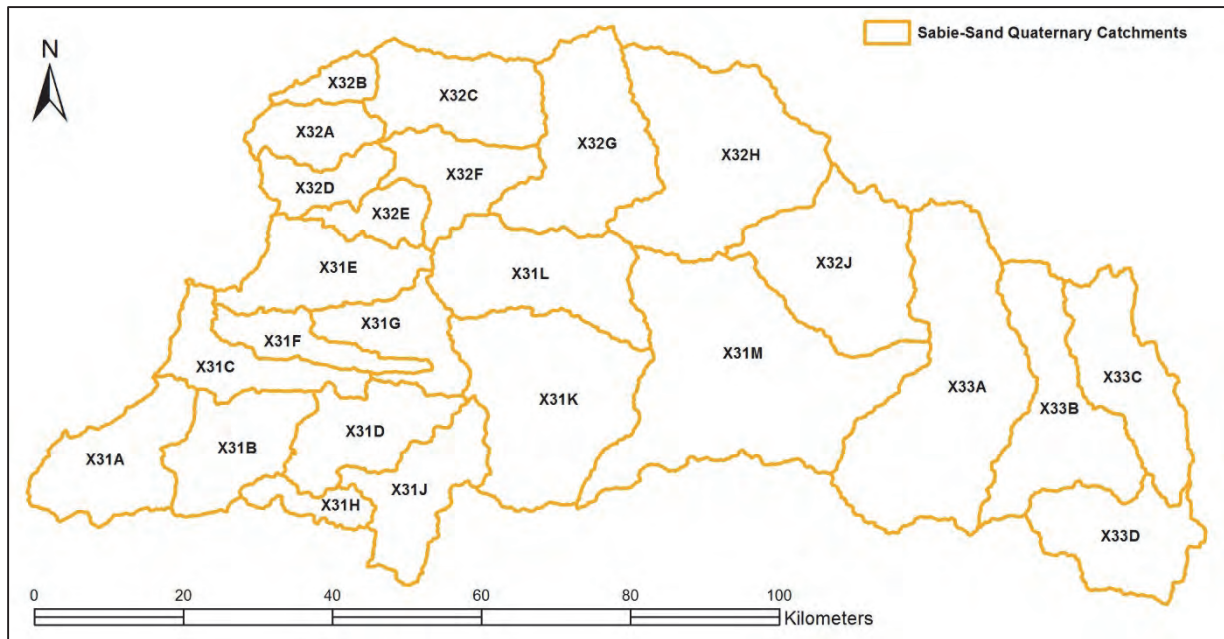 Sabie-Sand Quaternary Catchments
N
X32B
X32C
X32A
X32G
X32H
X32F
X32D
X32E
X31E
X31L
X32J
X31G
X31F
X31M
X31C
X33C
X33A
X31K
X33B
X31D
X31B
X31A
X31J
X31H
X33D
0 20 40 60 80 100
Kilometers